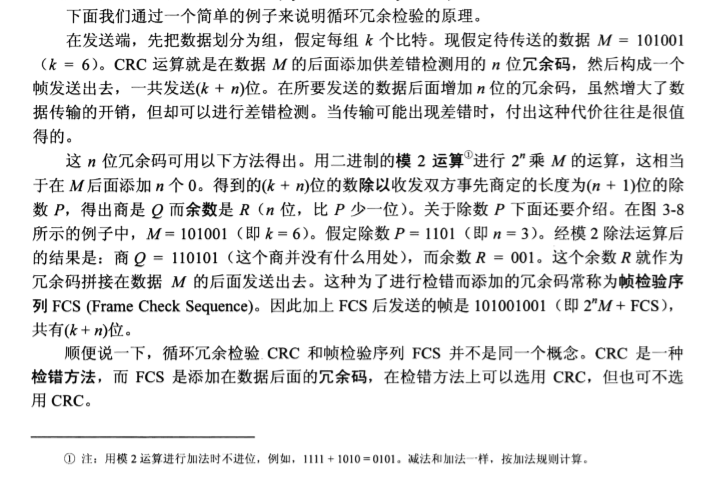 下面我们通过一个简单的例子来说明循环冗余检验的原理。
在发送端，先把数据划分为组，假定每组 k 个比特。现假定待传送的数据 M = 101001
（k = 6）。CRC 运算就是在数据 M 的后面添加供差错检测用的 n 位冗余码，然后构成一个
帧发送出去，一共发送(k + n)位。在所要发送的数据后面增加 n 位的冗余码，虽然增大了数
据传输的开销，但却可以进行差错检测。当传输可能出现差错时，付出这种代价往往是很值
得的。
这 n 位冗余码可用以下方法得出。用二进制的模 2 运算①进行 2ⁿ 乘 M 的运算，这相当
于在 M 后面添加 n 个 0。得到的(k + n)位的数除以收发双方事先商定的长度为(n + 1)位的除
数 P，得出商是 Q 而余数是 R（n 位，比 P 少一位）。关于除数 P 下面还要介绍。在图 3-8
所示的例子中，M = 101001（即 k = 6）。假定除数 P = 1101（即 n = 3）。经模 2 除法运算后
的结果是：商 Q = 110101（这个商并没有什么用处），而余数 R = 001。这个余数 R 就作为
冗余码拼接在数据 M 的后面发送出去。这种为了进行检错而添加的冗余码常称为帧检验序
列 FCS (Frame Check Sequence)。因此加上 FCS 后发送的帧是 101001001（即 2ⁿM + FCS），
共有(k + n)位。
顺便说一下，循环冗余检验 CRC 和帧检验序列 FCS 并不是同一个概念。CRC 是一种
检错方法，而 FCS 是添加在数据后面的冗余码，在检错方法上可以选用 CRC，但也可不选
用 CRC。
① 注：用模 2 运算进行加法时不进位，例如，1111 + 1010 = 0101。减法和加法一样，按加法规则计算。